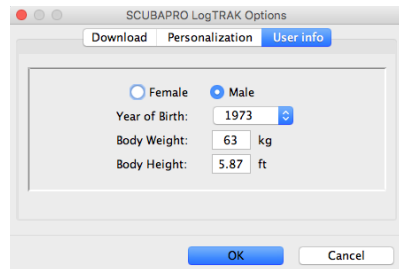 SCUBAPRO LogTRAK Options
Download Personalization User info
Female Male
Year of Birth: 1973
Body Weight: 63 kg
Body Height: 5.87 ft
OK Cancel